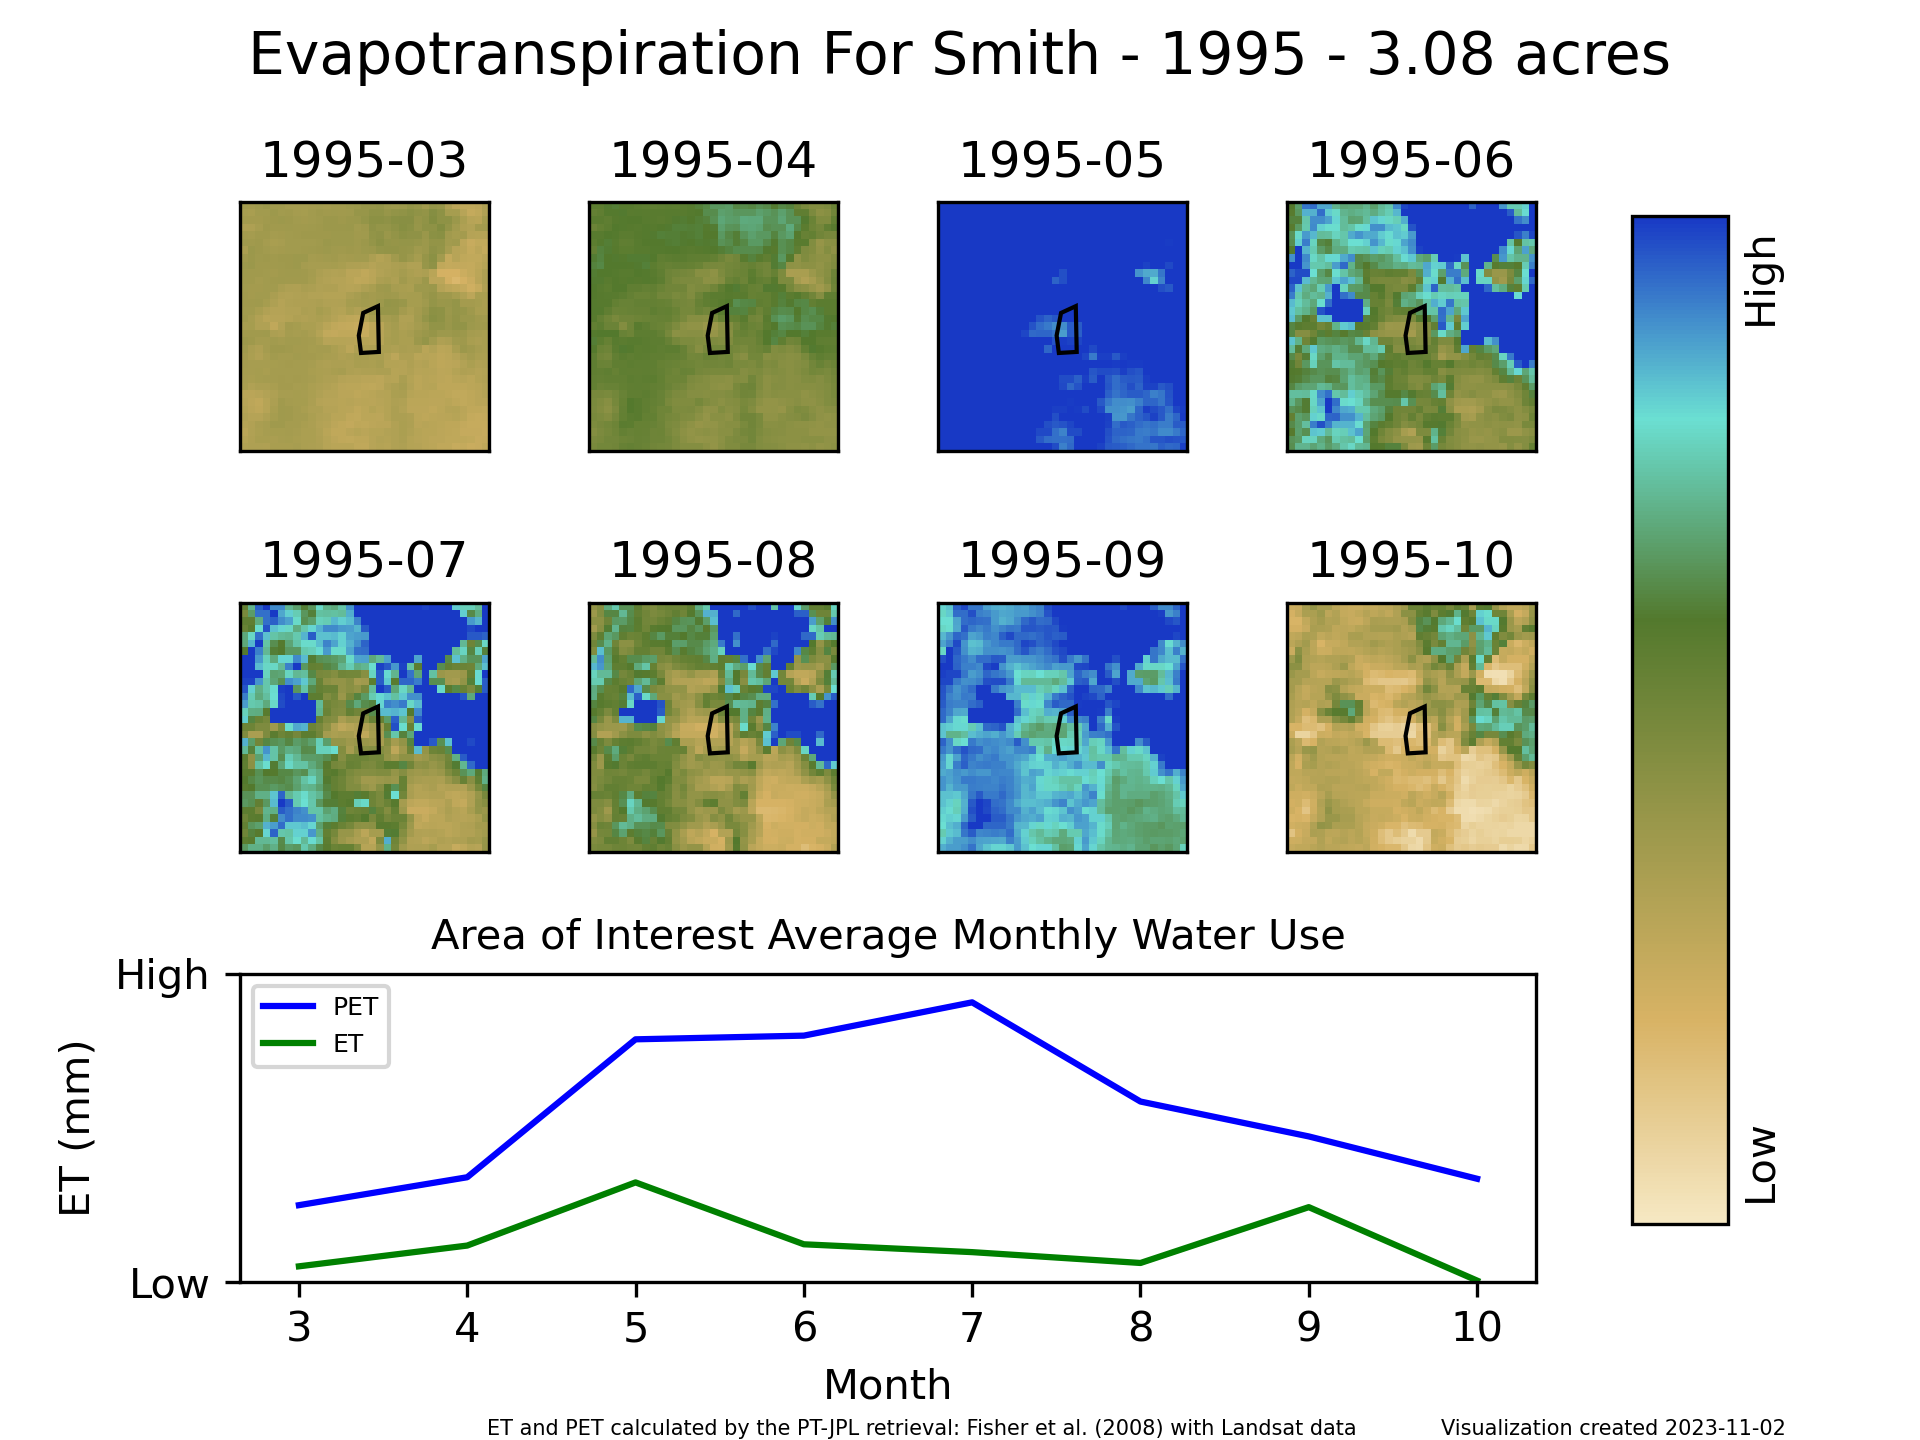 Evapotranspiration For Smith - 1995 - 3.08 acres
1995-03
1995-04
1995-05
1995-06
1995-07
1995-08
1995-09
1995-10
High
Low
Area of Interest Average Monthly Water Use
High
Low
ET (mm)
PET
ET
3 4 5 6 7 8 9 10
Month
ET and PET calculated by the PT-JPL retrieval: Fisher et al. (2008) with Landsat data
Visualization created 2023-11-02